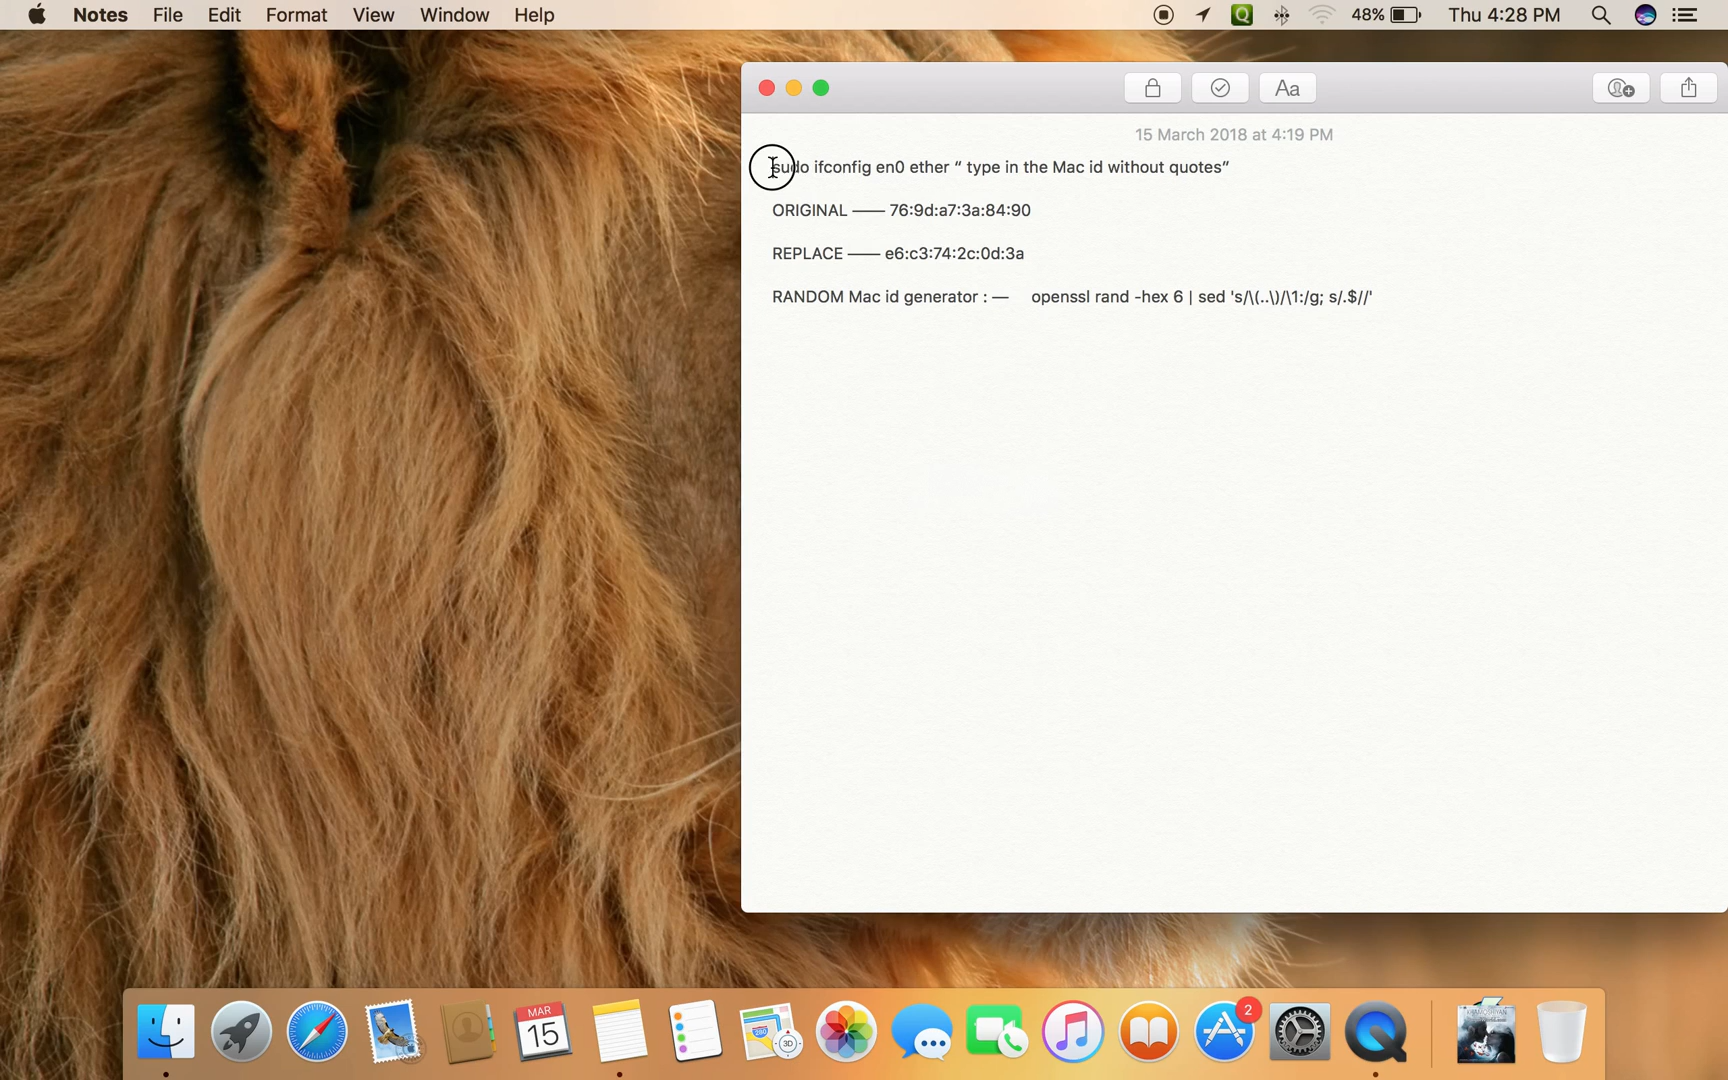 Notes File Edit Format View Window Help 48% Thu 4:28 PM
Aa
15 March 2018 at 4:19 PM
sudo ifconfig en0 ether “ type in the Mac id without quotes”
ORIGINAL —— 76:9d:a7:3a:84:90
REPLACE —— e6:c3:74:2c:0d:3a
RANDOM Mac id generator : — openssl rand -hex 6 | sed 's/\(..\)/\1:/g; s/.$//'
MAR
15
280
3D
2